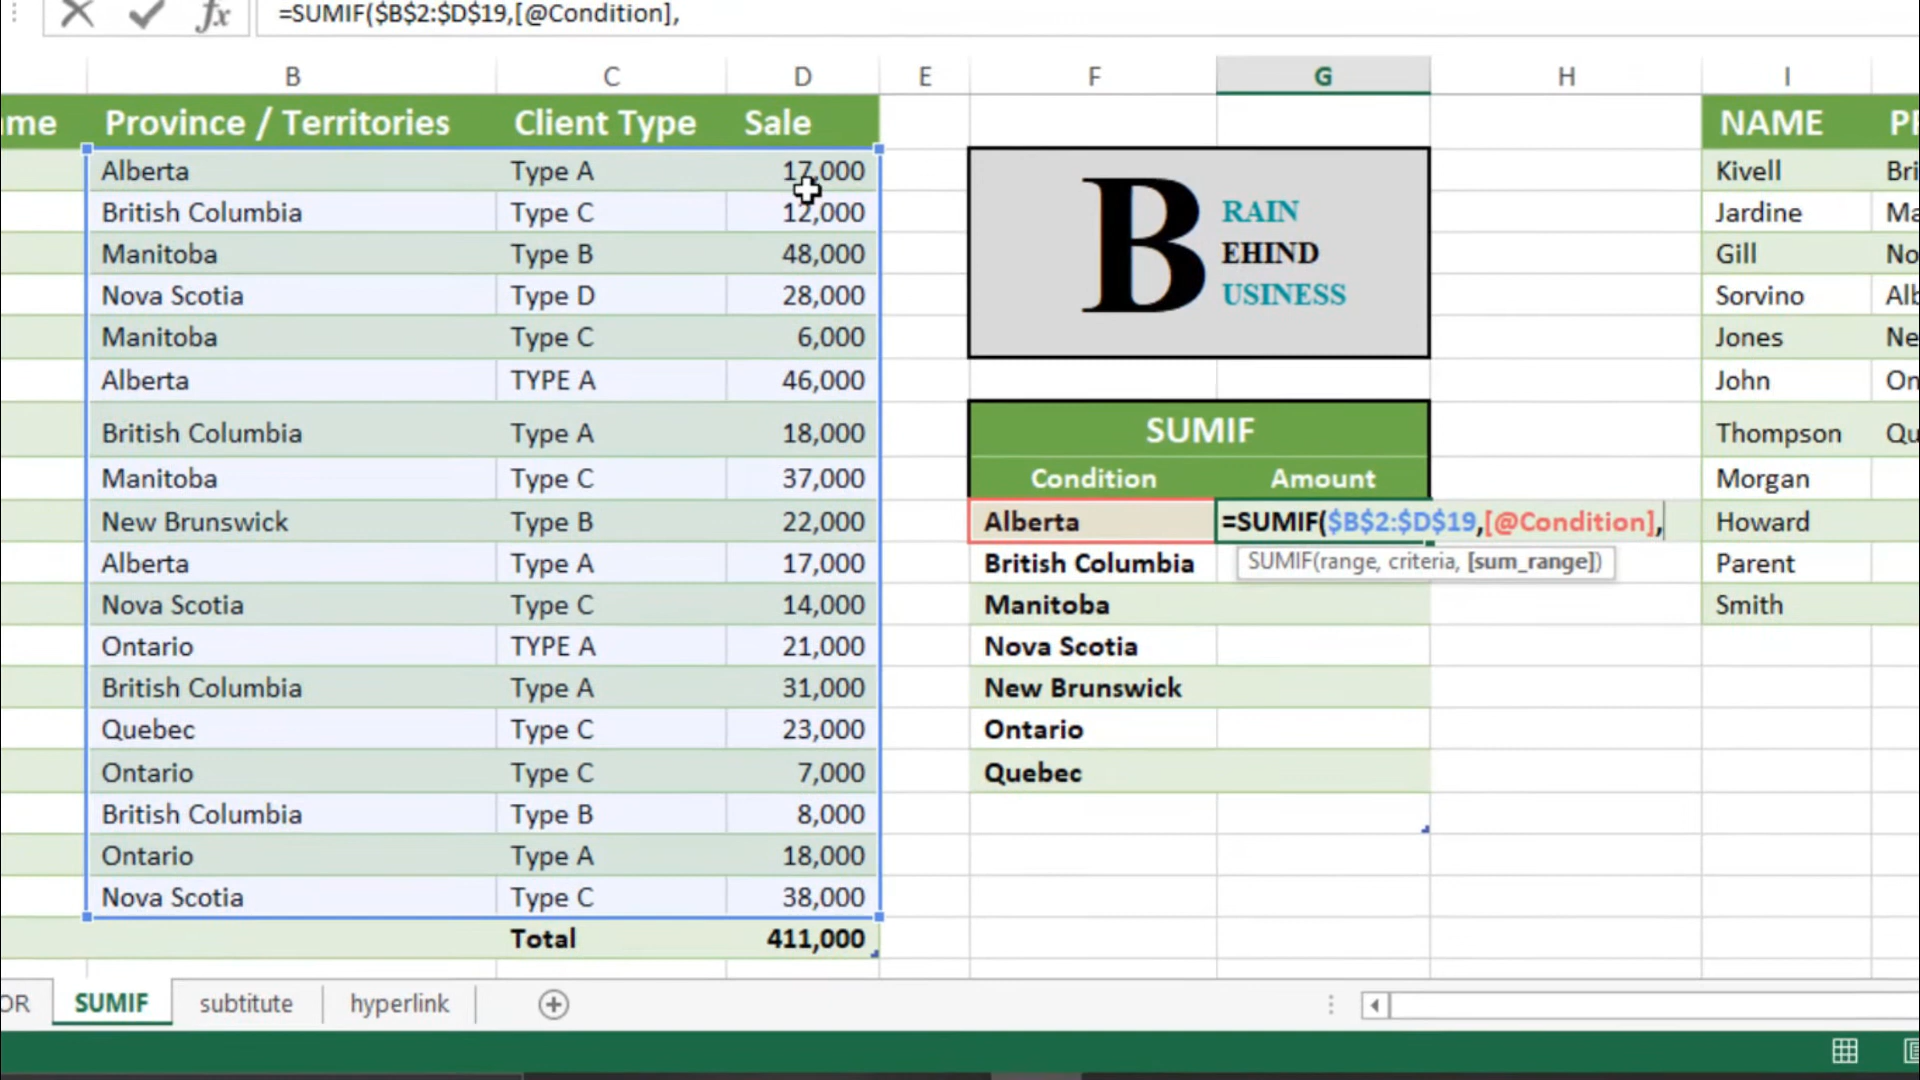 =SUMIF($B$2:$D$19,[@Condition],
B C D E F G H I
me Province / Territories Client Type Sale NAME PR
Alberta Type A 17,000 Kivell Bri
British Columbia Type C 12,000 Jardine Ma
Manitoba Type B 48,000 Gill No
Nova Scotia Type D 28,000 Sorvino Alb
Manitoba Type C 6,000 Jones Ne
Alberta TYPE A 46,000 John On
British Columbia Type A 18,000 Thompson Qu
Manitoba Type C 37,000 Morgan
New Brunswick Type B 22,000 Howard
Alberta Type A 17,000 Parent
Nova Scotia Type C 14,000 Smith
Ontario TYPE A 21,000
British Columbia Type A 31,000
Quebec Type C 23,000
Ontario Type C 7,000
British Columbia Type B 8,000
Ontario Type A 18,000
Nova Scotia Type C 38,000
Total 411,000
BRAIN
BEHIND
BUSINESS
SUMIF
Condition Amount
Alberta =SUMIF($B$2:$D$19,[@Condition],
SUMIF(range, criteria, [sum_range])
British Columbia
Manitoba
Nova Scotia
New Brunswick
Ontario
Quebec
OR SUMIF subtitute hyperlink